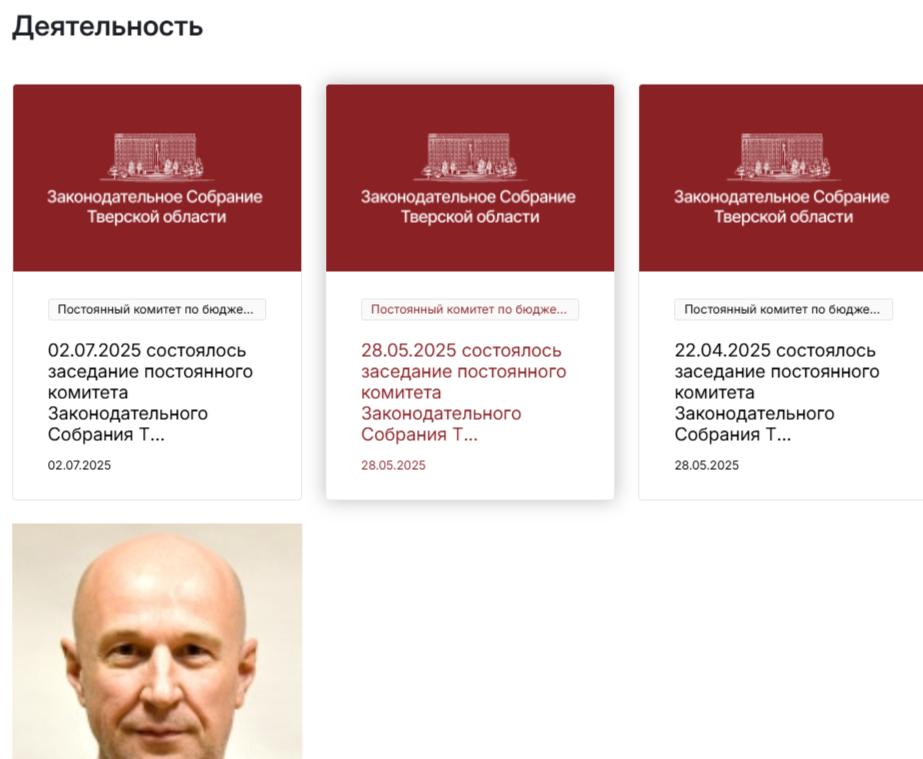 Деятельность
Законодательное Собрание
Тверской области
Постоянный комитет по бюдже...
02.07.2025 состоялось
заседание постоянного
комитета
Законодательного
Собрания Т...
02.07.2025
Законодательное Собрание
Тверской области
Постоянный комитет по бюдже...
28.05.2025 состоялось
заседание постоянного
комитета
Законодательного
Собрания Т...
28.05.2025
Законодательное Собрание
Тверской области
Постоянный комитет по бюдже...
22.04.2025 состоялось
заседание постоянного
комитета
Законодательного
Собрания Т...
28.05.2025